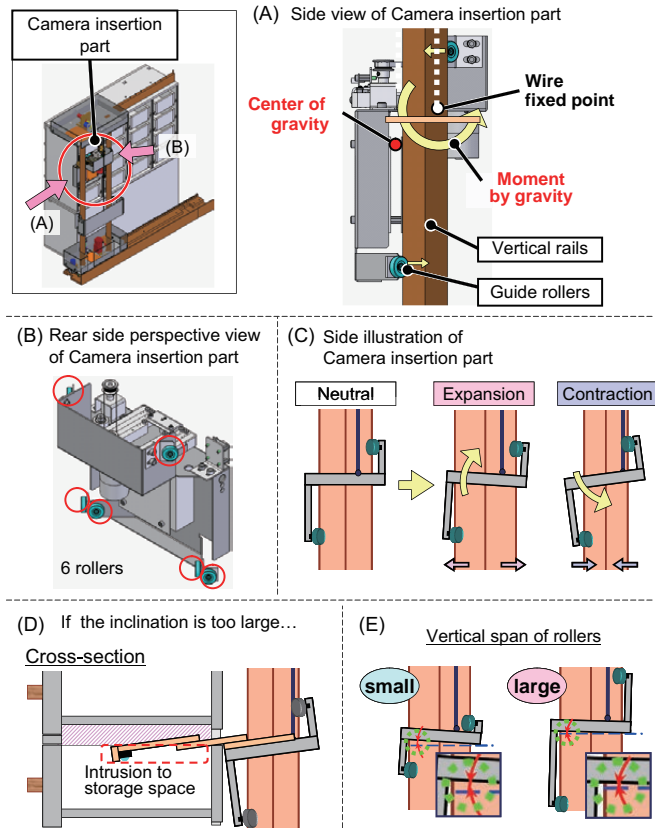 Camera insertion
part
(B)
(A)
(A) Side view of Camera insertion part
Center of
gravity
Wire
fixed point
Moment
by gravity
Vertical rails
Guide rollers
(B) Rear side perspective view
of Camera insertion part
6 rollers
(C) Side illustration of
Camera insertion part
Neutral
Expansion
Contraction
(D) If the inclination is too large…
Cross-section
Intrusion to
storage space
(E)
Vertical span of rollers
small
large